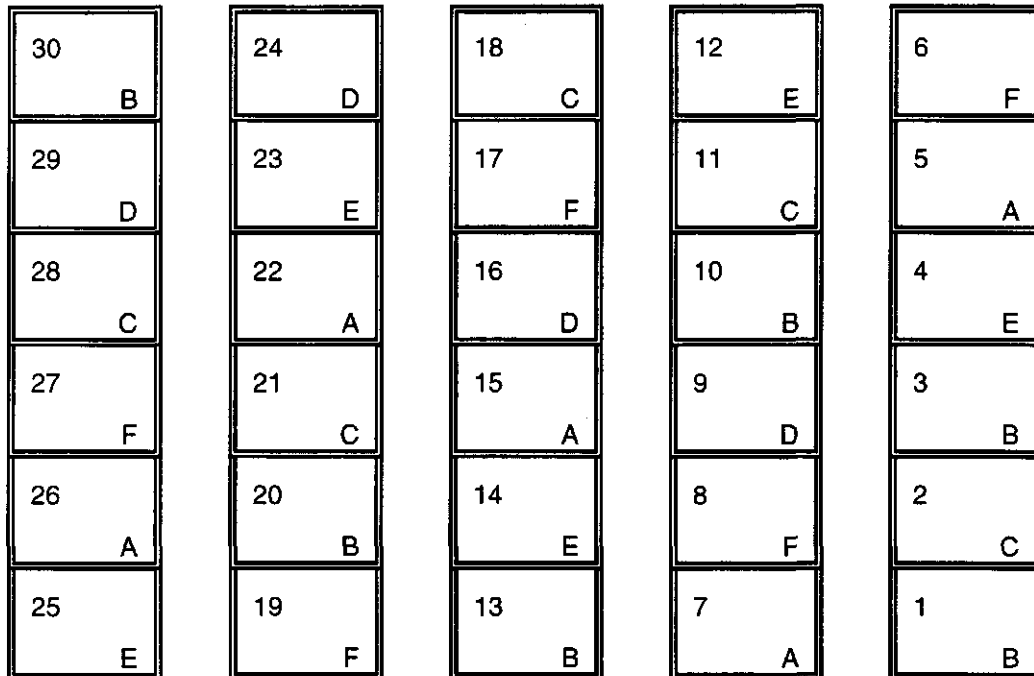 30 24 18 12 6
B D C E F
29 23 17 11 5
D E F C A
28 22 16 10 4
C A D B E
27 21 15 9 3
F C A D B
26 20 14 8 2
A B E F C
25 19 13 7 1
E F B A B